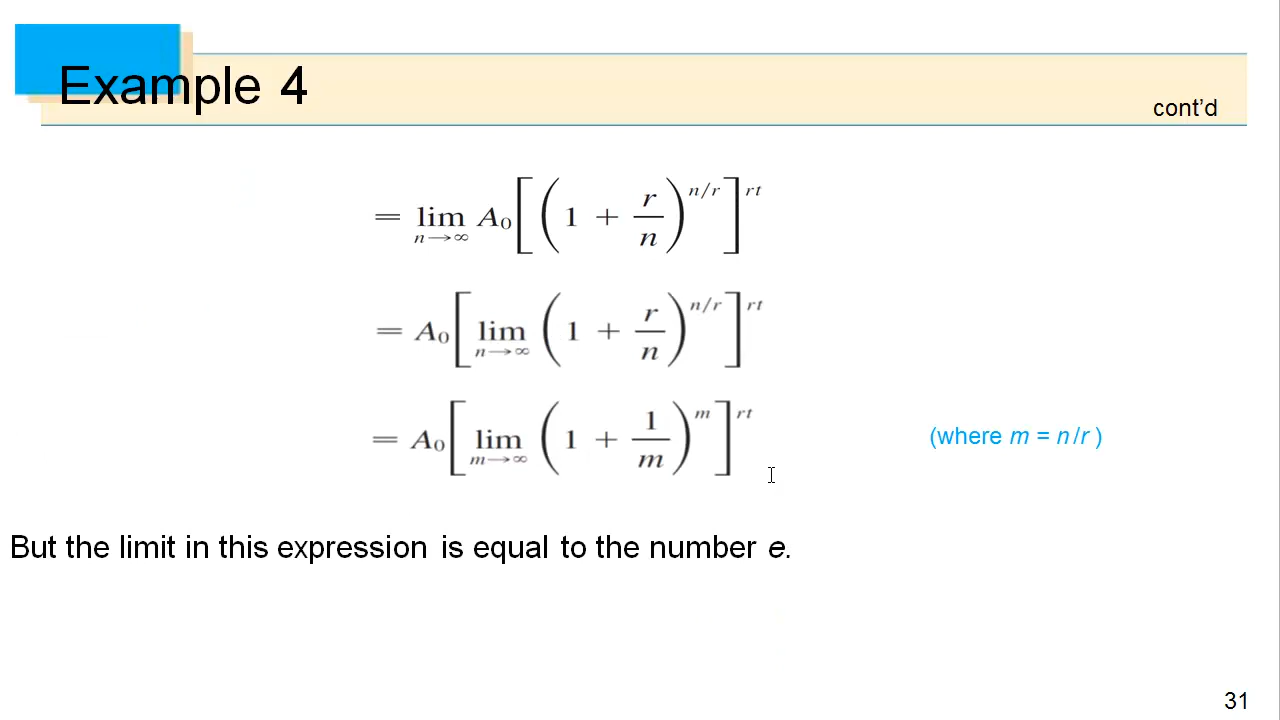 Example 4
cont'd
= lim_{n→∞} A₀[(1 + r/n)^{n/r}]^{rt}
= A₀[lim_{n→∞} (1 + r/n)^{n/r}]^{rt}
= A₀[lim_{m→∞} (1 + 1/m)^{m}]^{rt} (where m = n/r )
But the limit in this expression is equal to the number e.
31